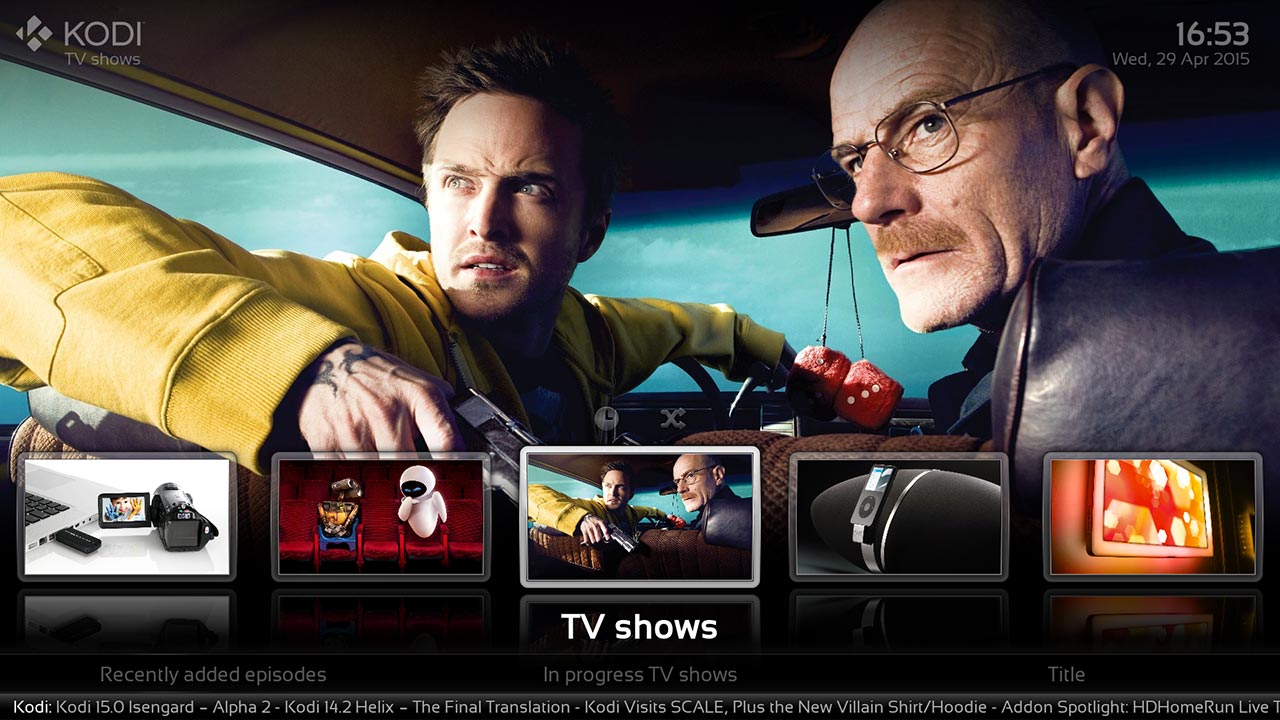 KODI
TV shows
16:53
Wed, 29 Apr 2015
TV shows
Recently added episodes
In progress TV shows
Title
Kodi: Kodi 15.0 Isengard – Alpha 2 - Kodi 14.2 Helix – The Final Translation - Kodi Visits SCALE, Plus the New Villain Shirt/Hoodie - Addon Spotlight: HDHomeRun Live